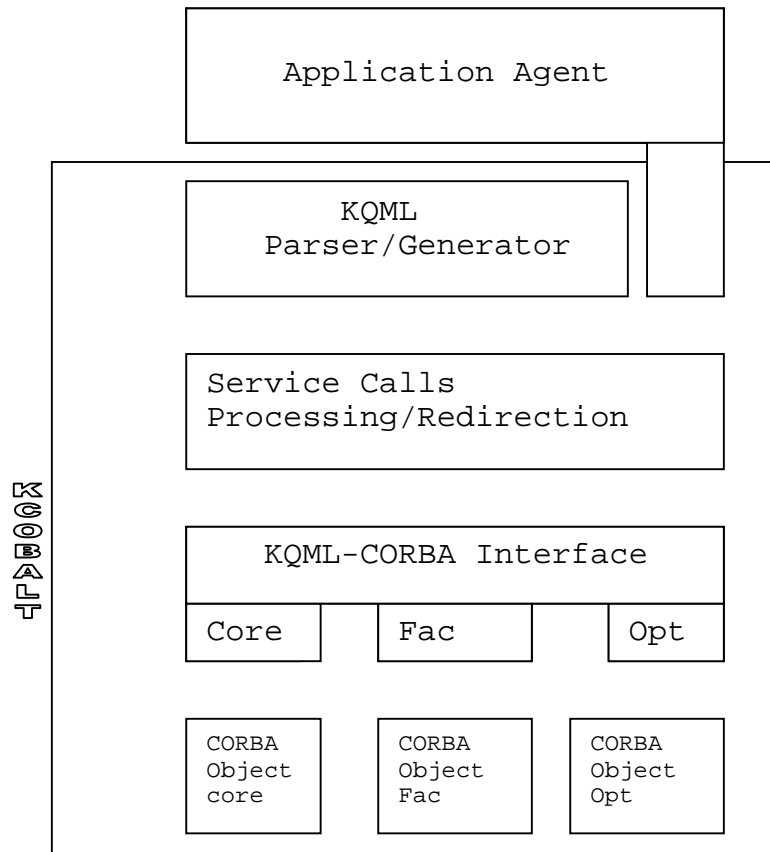 Application Agent
KQML
Parser/Generator
Service Calls
Processing/Redirection
KCOBALT
KQML-CORBA Interface
Core
Fac
Opt
CORBA
Object
core
CORBA
Object
Fac
CORBA
Object
Opt